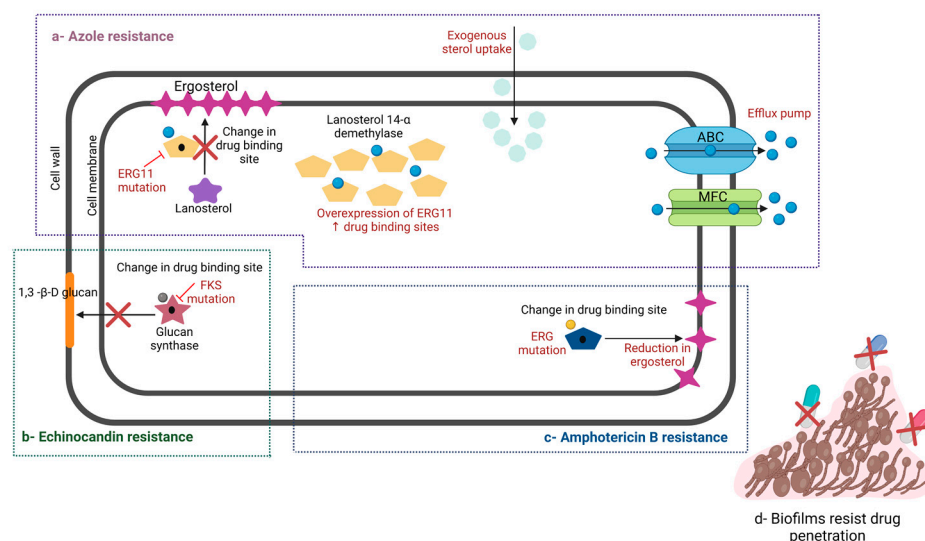 a- Azole resistance
Exogenous
sterol uptake
Ergosterol
Change in
drug binding
site
ERG11
mutation
Lanosterol
Lanosterol 14-α
demethylase
Overexpression of ERG11
↑ drug binding sites
Efflux pump
ABC
MFC
Cell wall
Cell membrane
Change in drug binding site
FKS
mutation
1,3 -β-D glucan
Glucan
synthase
b- Echinocandin resistance
Change in drug binding site
ERG
mutation
Reduction in
ergosterol
c- Amphotericin B resistance
d- Biofilms resist drug
penetration